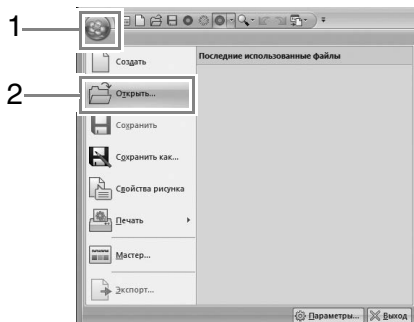 1
2
Создать
Последние использованные файлы
Открыть...
Сохранить
Сохранить как...
Свойства рисунка
Печать
Мастер...
Экспорт...
Параметры...
Выход